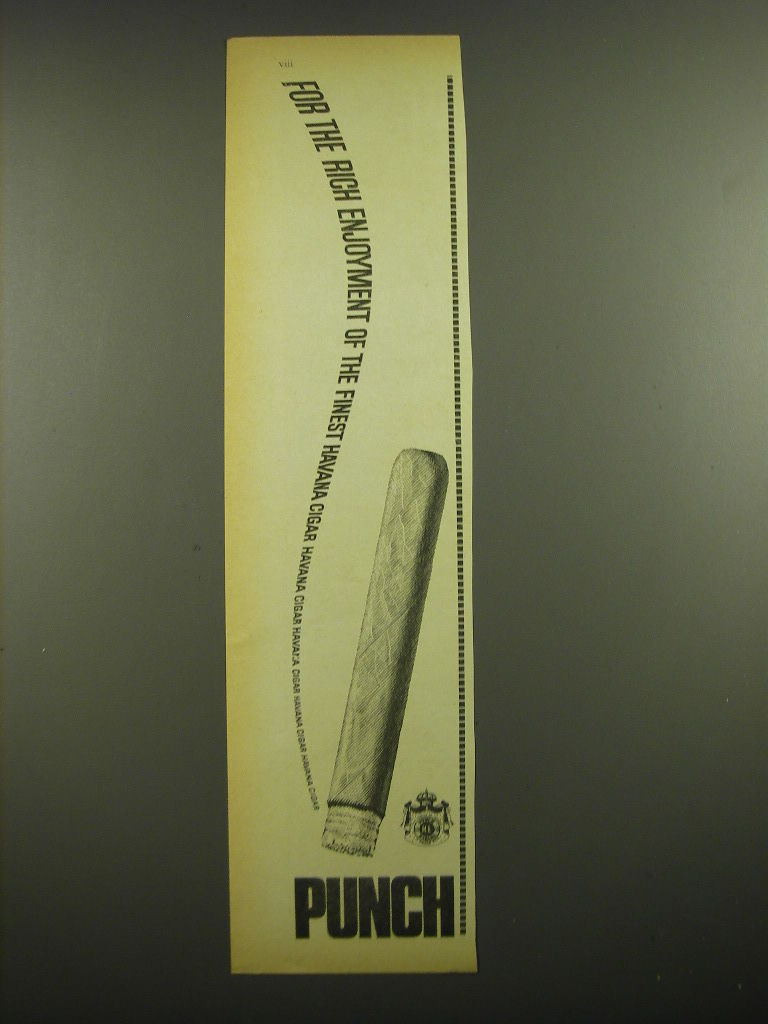 viii
FOR THE RICH ENJOYMENT OF THE FINEST HAVANA CIGAR HAVANA CIGAR HAVANA CIGAR HAVANA CIGAR HAVANA CIGAR
PUNCH